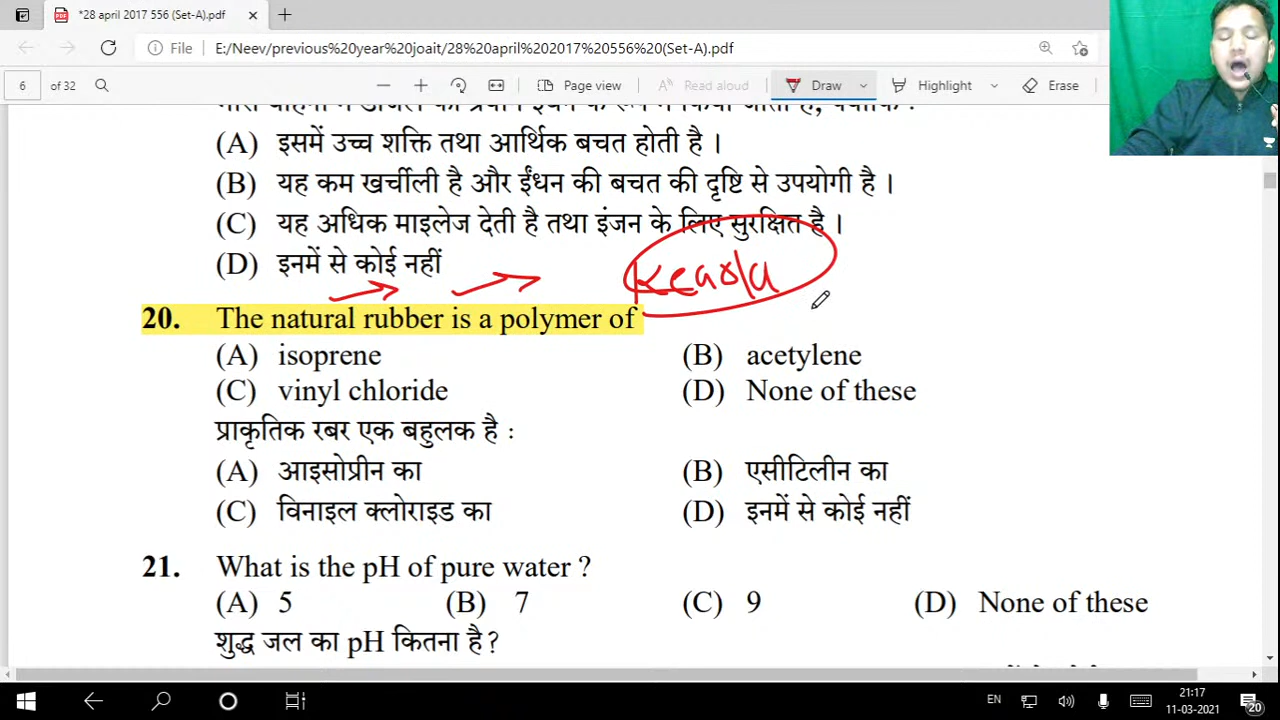 *28 april 2017 556 (Set-A).pdf
File E:/Neev/previous%20year%20joait/28%20april%202017%20556%20(Set-A).pdf
6 of 32 Page view Read aloud Draw Highlight Erase
(A) इसमें उच्च शक्ति तथा आर्थिक बचत होती है ।
(B) यह कम खर्चीली है और ईंधन की बचत की दृष्टि से उपयोगी है ।
(C) यह अधिक माइलेज देती है तथा इंजन के लिए सुरक्षित है ।
(D) इनमें से कोई नहीं
20. The natural rubber is a polymer of
(A) isoprene (B) acetylene
(C) vinyl chloride (D) None of these
प्राकृतिक रबर एक बहुलक है :
(A) आइसोप्रीन का (B) एसीटिलीन का
(C) विनाइल क्लोराइड का (D) इनमें से कोई नहीं
21. What is the pH of pure water ?
(A) 5 (B) 7 (C) 9 (D) None of these
शुद्ध जल का pH कितना है?
EN 21:17
11-03-2021 20